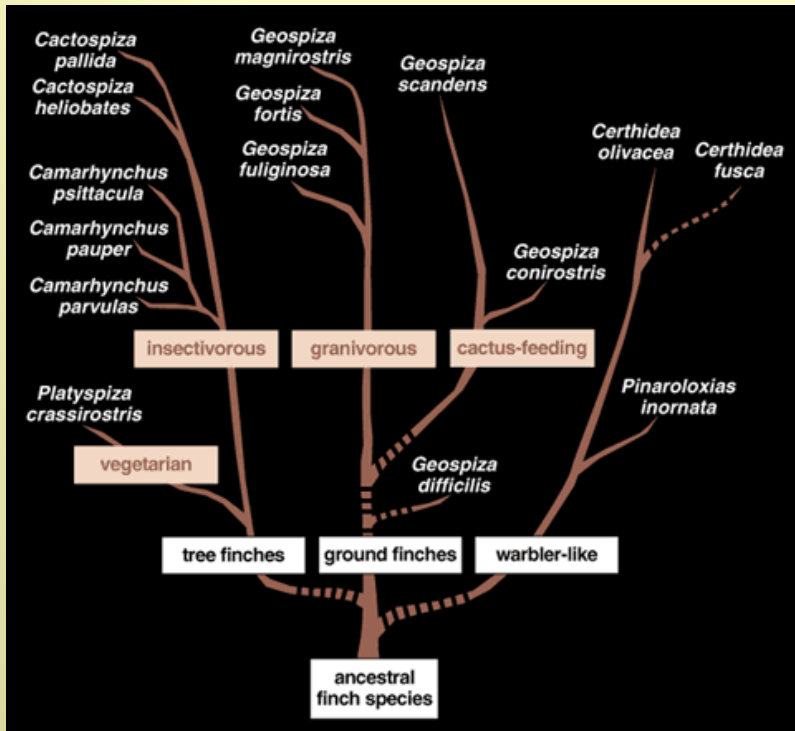 Cactospiza
pallida
Cactospiza
heliobates
Camarhynchus
psittacula
Camarhynchus
pauper
Camarhynchus
parvulas
insectivorous
Platyspiza
crassirostris
vegetarian
tree finches
Geospiza
magnirostris
Geospiza
fortis
Geospiza
fuliginosa
granivorous
Geospiza
scandens
Geospiza
conirostris
cactus-feeding
Geospiza
difficilis
ground finches
Certhidea
olivacea
Certhidea
fusca
Pinaroloxias
inornata
warbler-like
ancestral
finch species